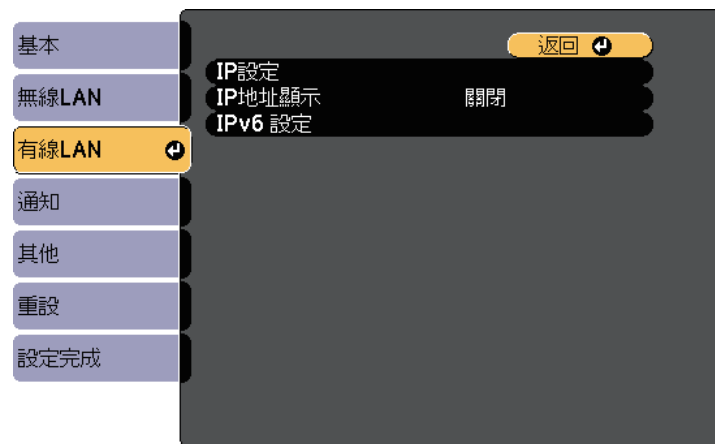 基本
無線LAN
有線LAN
通知
其他
重設
設定完成
返回
IP設定
IP地址顯示 關閉
IPv6 設定